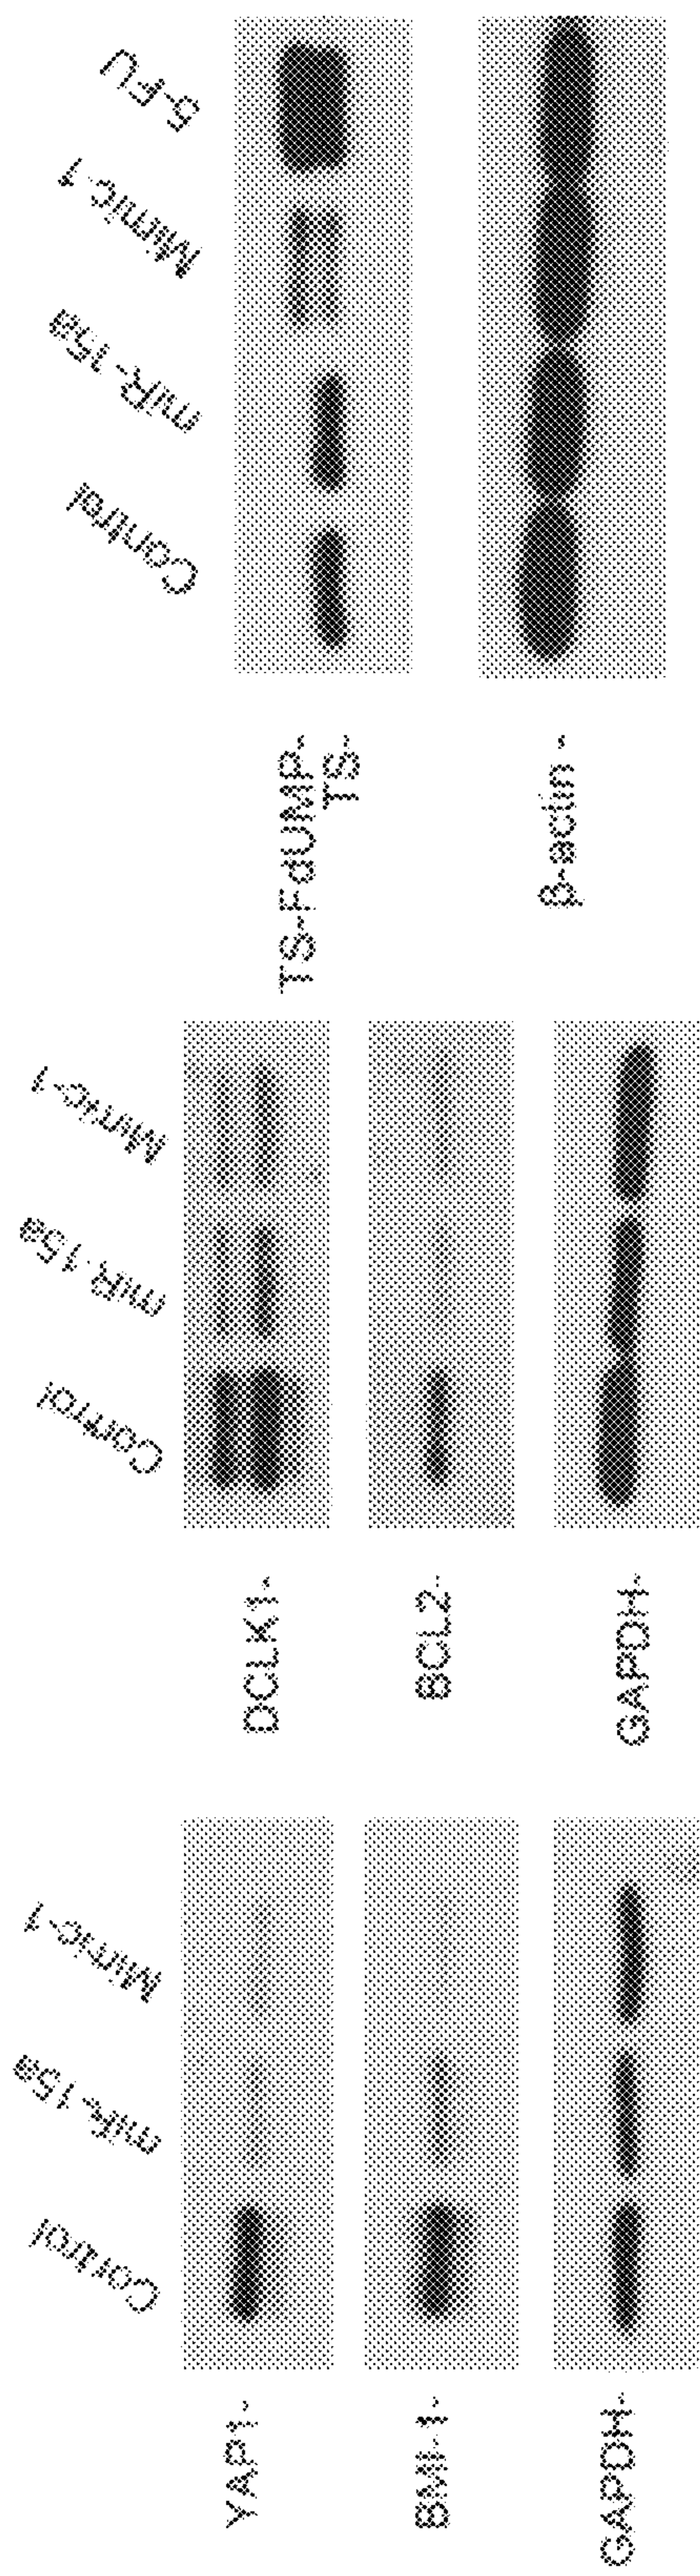 Control miR-15a Mimic-1
YAP1-
BMI-1-
GAPDH-
Control miR-15a Mimic-1
DCLK1-
BCL2-
GAPDH-
Control miR-15a Mimic-1 5-FU
TS-FdUMP-
TS-
β-actin -